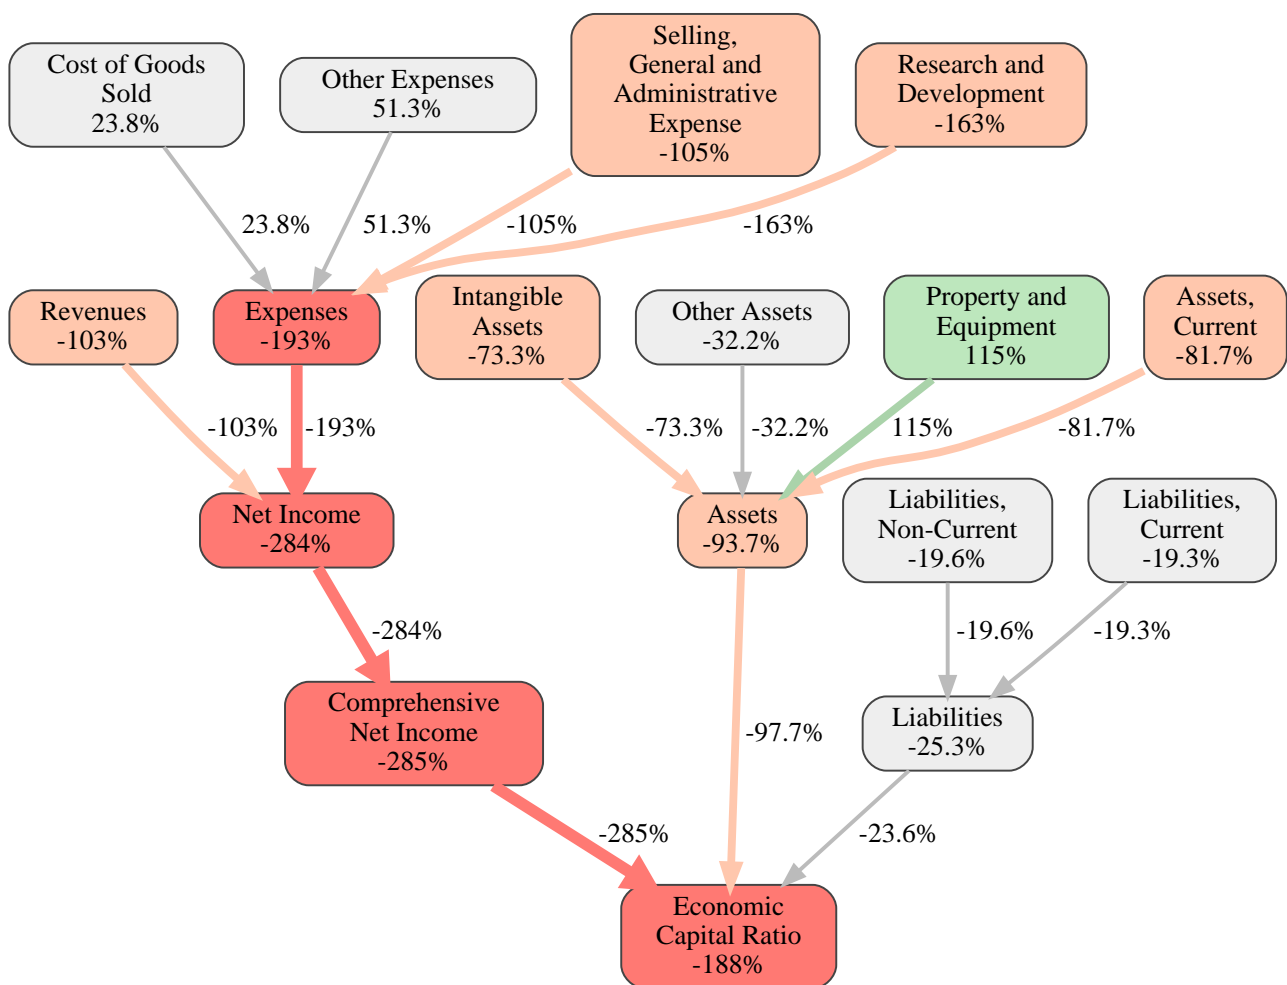 Cost of Goods
Sold
23.8%
Other Expenses
51.3%
Selling,
General and
Administrative
Expense
-105%
Research and
Development
-163%
23.8%
51.3%
-105%
-163%
Revenues
-103%
Expenses
-193%
Intangible
Assets
-73.3%
Other Assets
-32.2%
Property and
Equipment
115%
Assets,
Current
-81.7%
-103%
-193%
-73.3%
-32.2%
115%
-81.7%
Net Income
-284%
Assets
-93.7%
Liabilities,
Non-Current
-19.6%
Liabilities,
Current
-19.3%
-284%
-19.6%
-19.3%
Comprehensive
Net Income
-285%
-97.7%
Liabilities
-25.3%
-285%
-23.6%
Economic
Capital Ratio
-188%